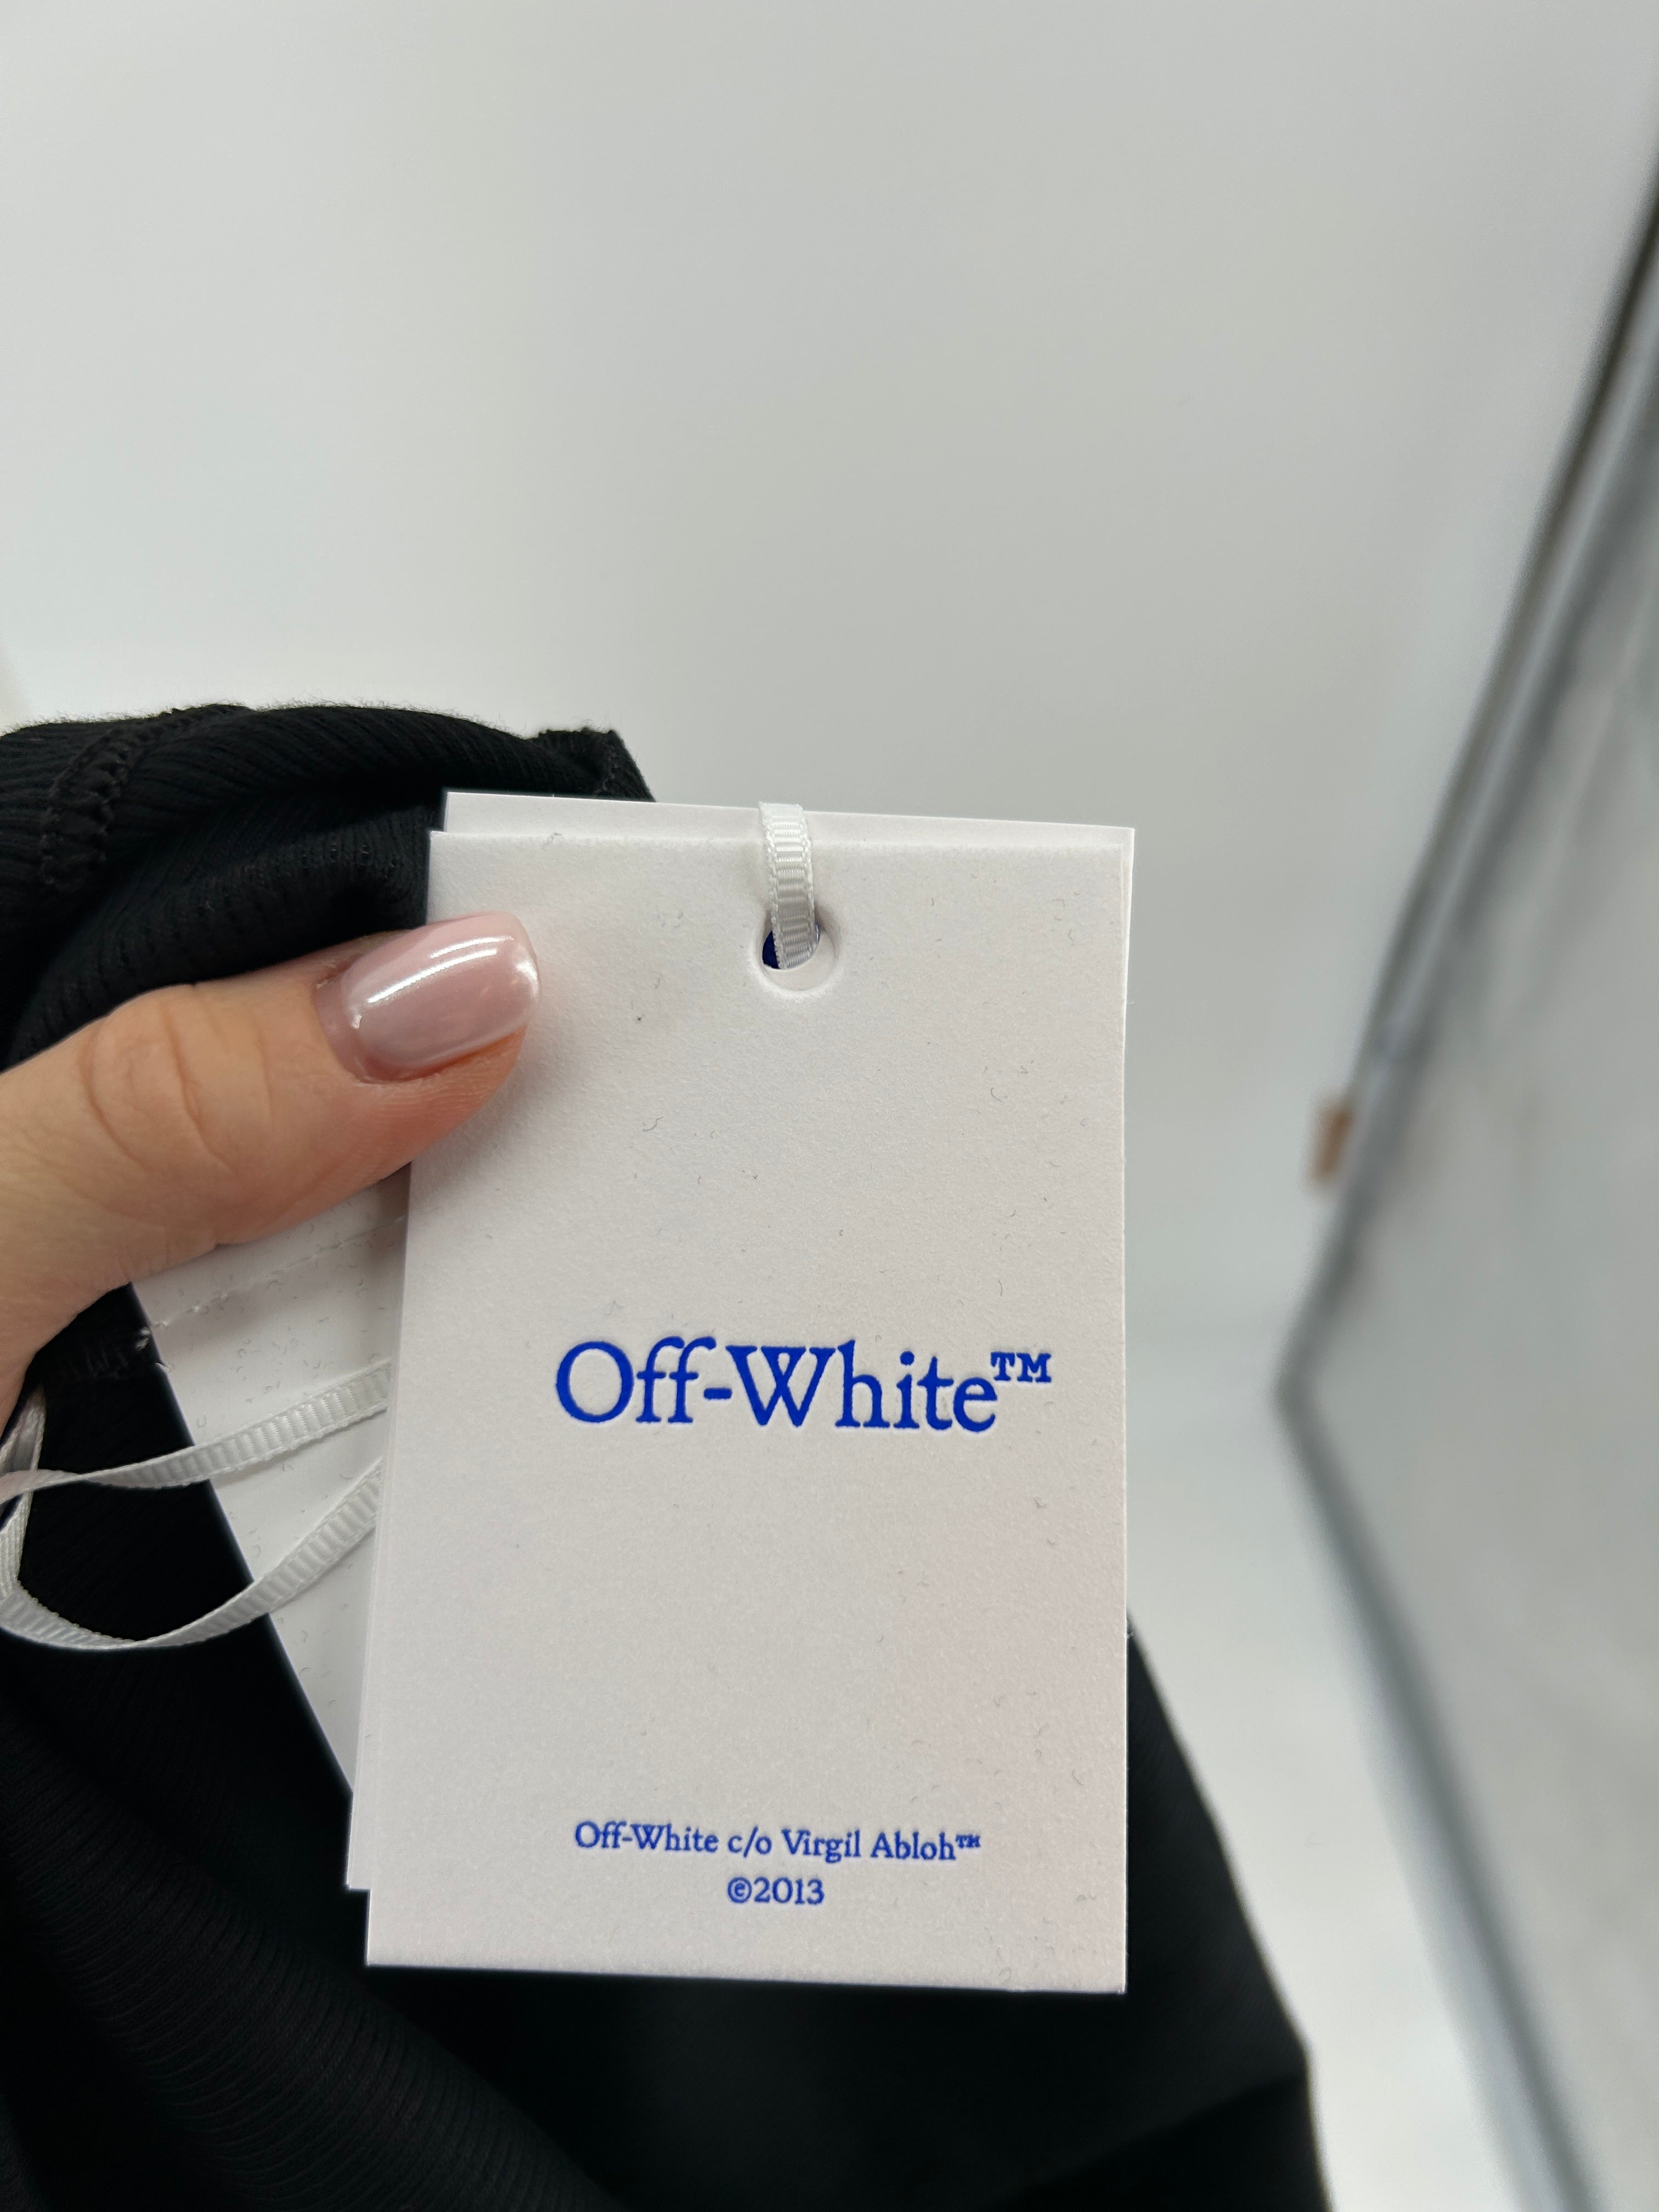 Off-White™
Off-White c/o Virgil Abloh™
©2013